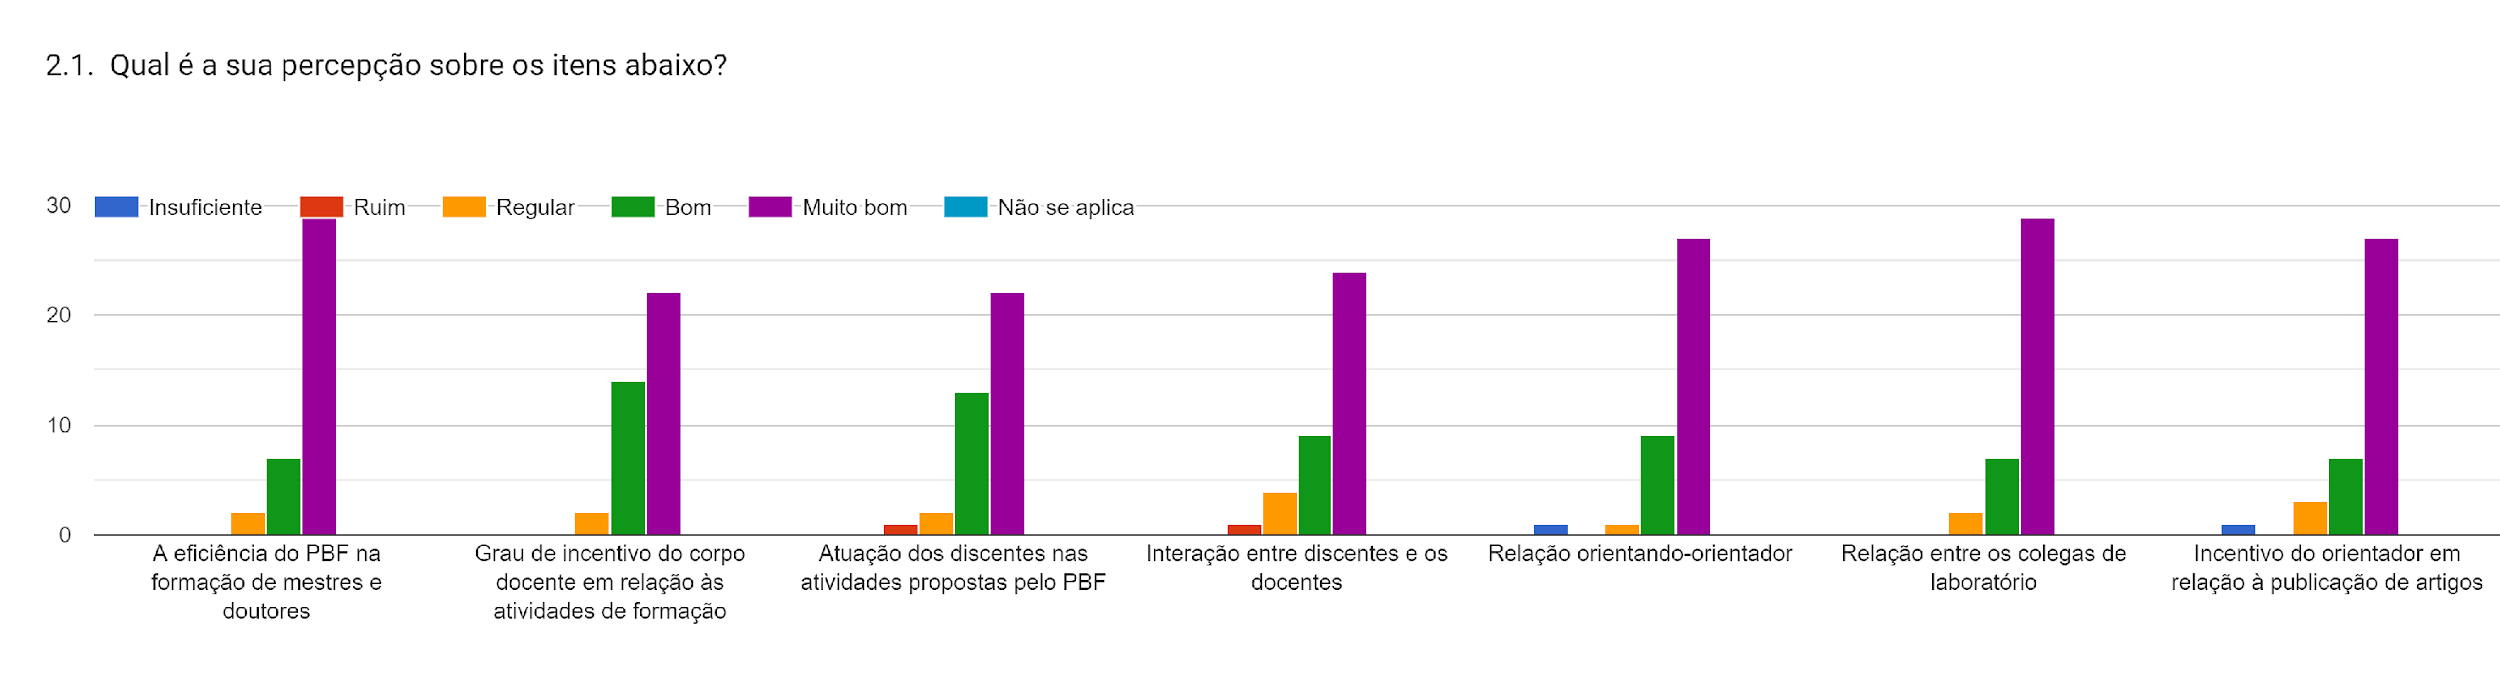 2.1. Qual é a sua percepção sobre os itens abaixo?
30
Insuficiente
Ruim
Regular
Bom
Muito bom
Não se aplica
20
10
0
A eficiência do PBF na
formação de mestres e
doutores
Grau de incentivo do corpo
docente em relação às
atividades de formação
Atuação dos discentes nas
atividades propostas pelo PBF
Interação entre discentes e os
docentes
Relação orientando-orientador
Relação entre os colegas de
laboratório
Incentivo do orientador em
relação à publicação de artigos